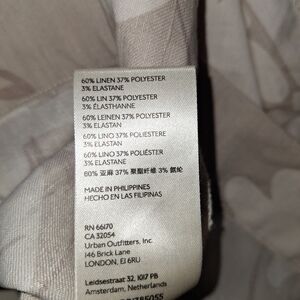 60% LINEN 37% POLYESTER
3% ELASTANE
60% LIN 37% POLYESTER
3% ÉLASTHANNE
60% LEINEN 37% POLYESTER
3% ELASTAN
60% LINO 37% POLIESTERE
3% ELASTAN
60% LINO 37% POLIÉSTER
3% ELASTANE
60% 亚麻 37% 聚酯纤维 3% 氨纶
MADE IN PHILIPPINES
HECHO EN LAS FILIPINAS
RN 66170
CA 32054
Urban Outfitters, Inc.
146 Brick Lane
LONDON, E1 6RU
Leidsestraat 32, 1017 PB
Amsterdam, Netherlands